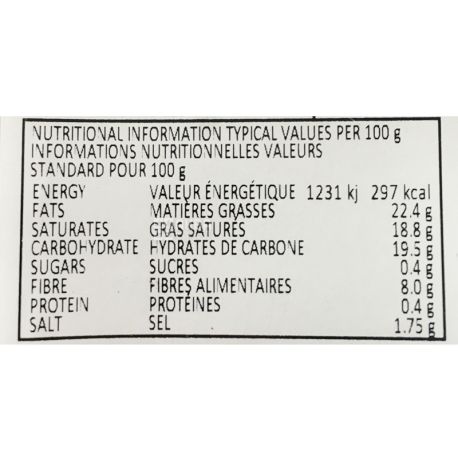 NUTRITIONAL INFORMATION TYPICAL VALUES PER 100 g
INFORMATIONS NUTRITIONNELLES VALEURS
STANDARD POUR 100 g
ENERGY VALEUR ÉNERGÉTIQUE 1231 kj 297 kcal
FATS MATIÈRES GRASSES 22.4 g
SATURATES GRAS SATURÉS 18.8 g
CARBOHYDRATE HYDRATES DE CARBONE 19.5 g
SUGARS SUCRES 0.4 g
FIBRE FIBRES ALIMENTAIRES 8.0 g
PROTEIN PROTÉINES 0.4 g
SALT SEL 1.75 g